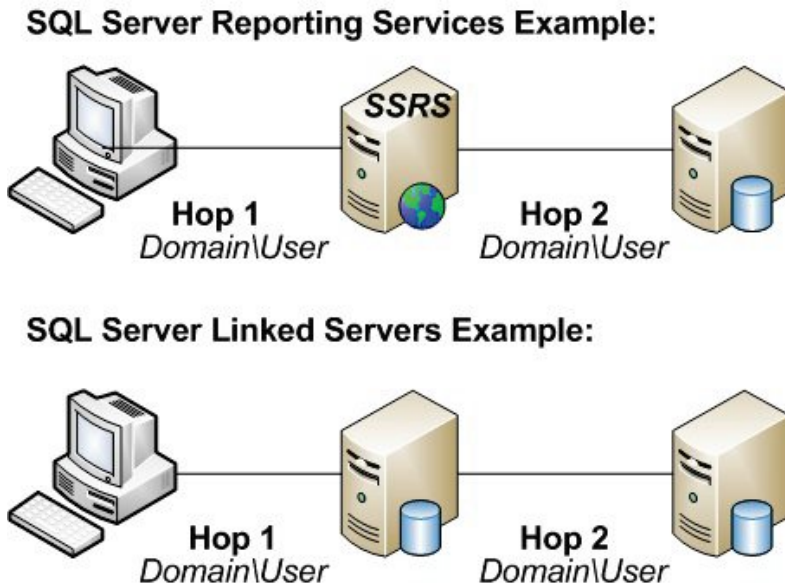 SQL Server Reporting Services Example:
SSRS
Hop 1
Domain\User
Hop 2
Domain\User
SQL Server Linked Servers Example:
Hop 1
Domain\User
Hop 2
Domain\User